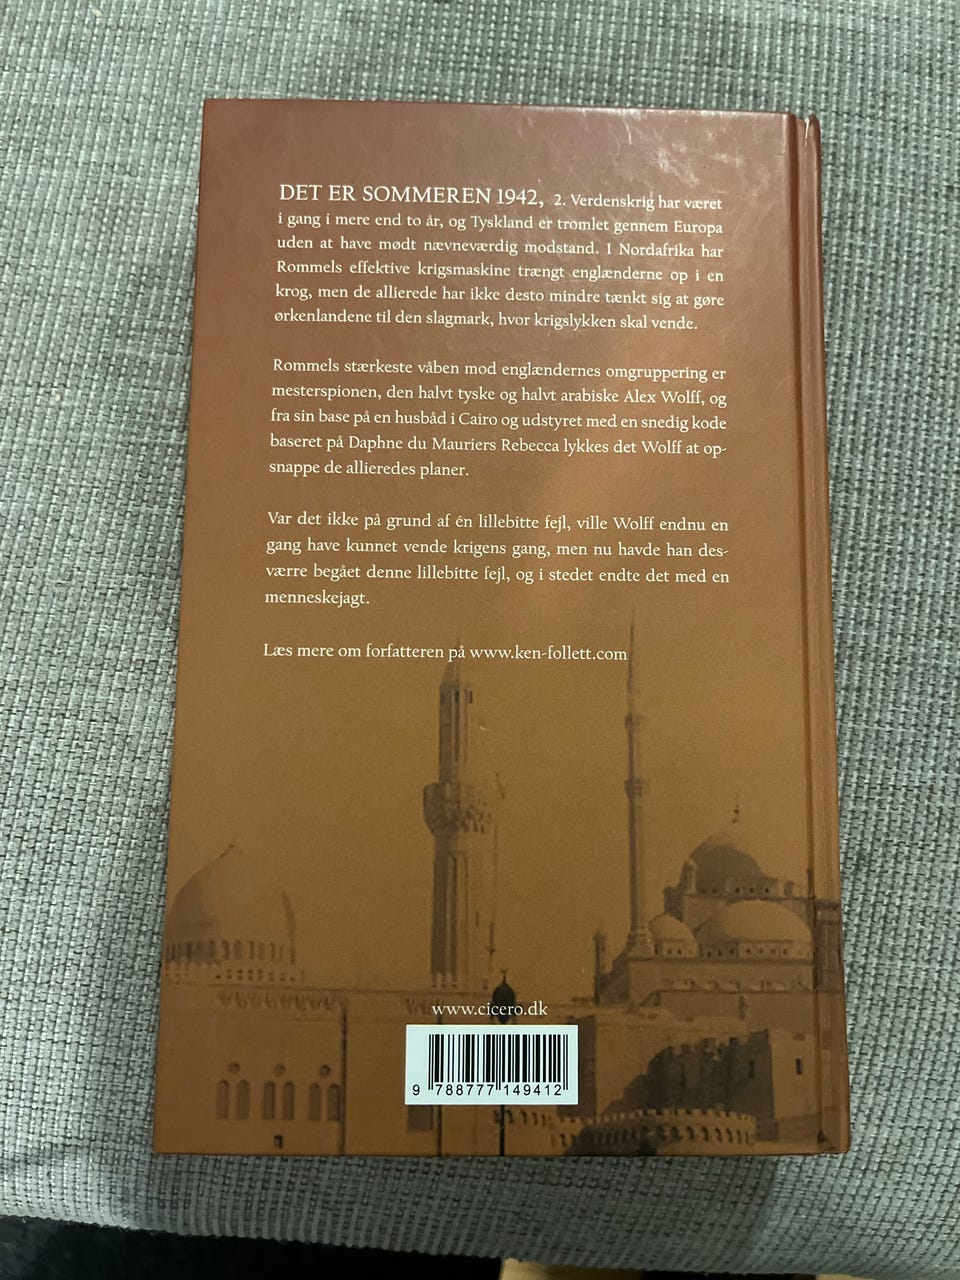 DET ER SOMMEREN 1942, 2. Verdenskrig har været
i gang i mere end to år, og Tyskland er tromlet gennem Europa
uden at have mødt nævneværdig modstand. I Nordafrika har
Rommels effektive krigsmaskine trængt englænderne op i en
krog, men de allierede har ikke desto mindre tænkt sig at gøre
ørkenlandene til den slagmark, hvor krigslykken skal vende.
Rommels stærkeste våben mod englændernes omgruppering er
mesterspionen, den halvt tyske og halvt arabiske Alex Wolff, og
fra sin base på en husbåd i Cairo og udstyret med en snedig kode
baseret på Daphne du Mauriers Rebecca lykkes det Wolff at op-
snappe de allieredes planer.
Var det ikke på grund af én lillebitte fejl, ville Wolff endnu en
gang have kunnet vende krigens gang, men nu havde han des-
værre begået denne lillebitte fejl, og i stedet endte det med en
menneskejagt.
Læs mere om forfatteren på www.ken-follett.com
www.cicero.dk
9 788777 149412